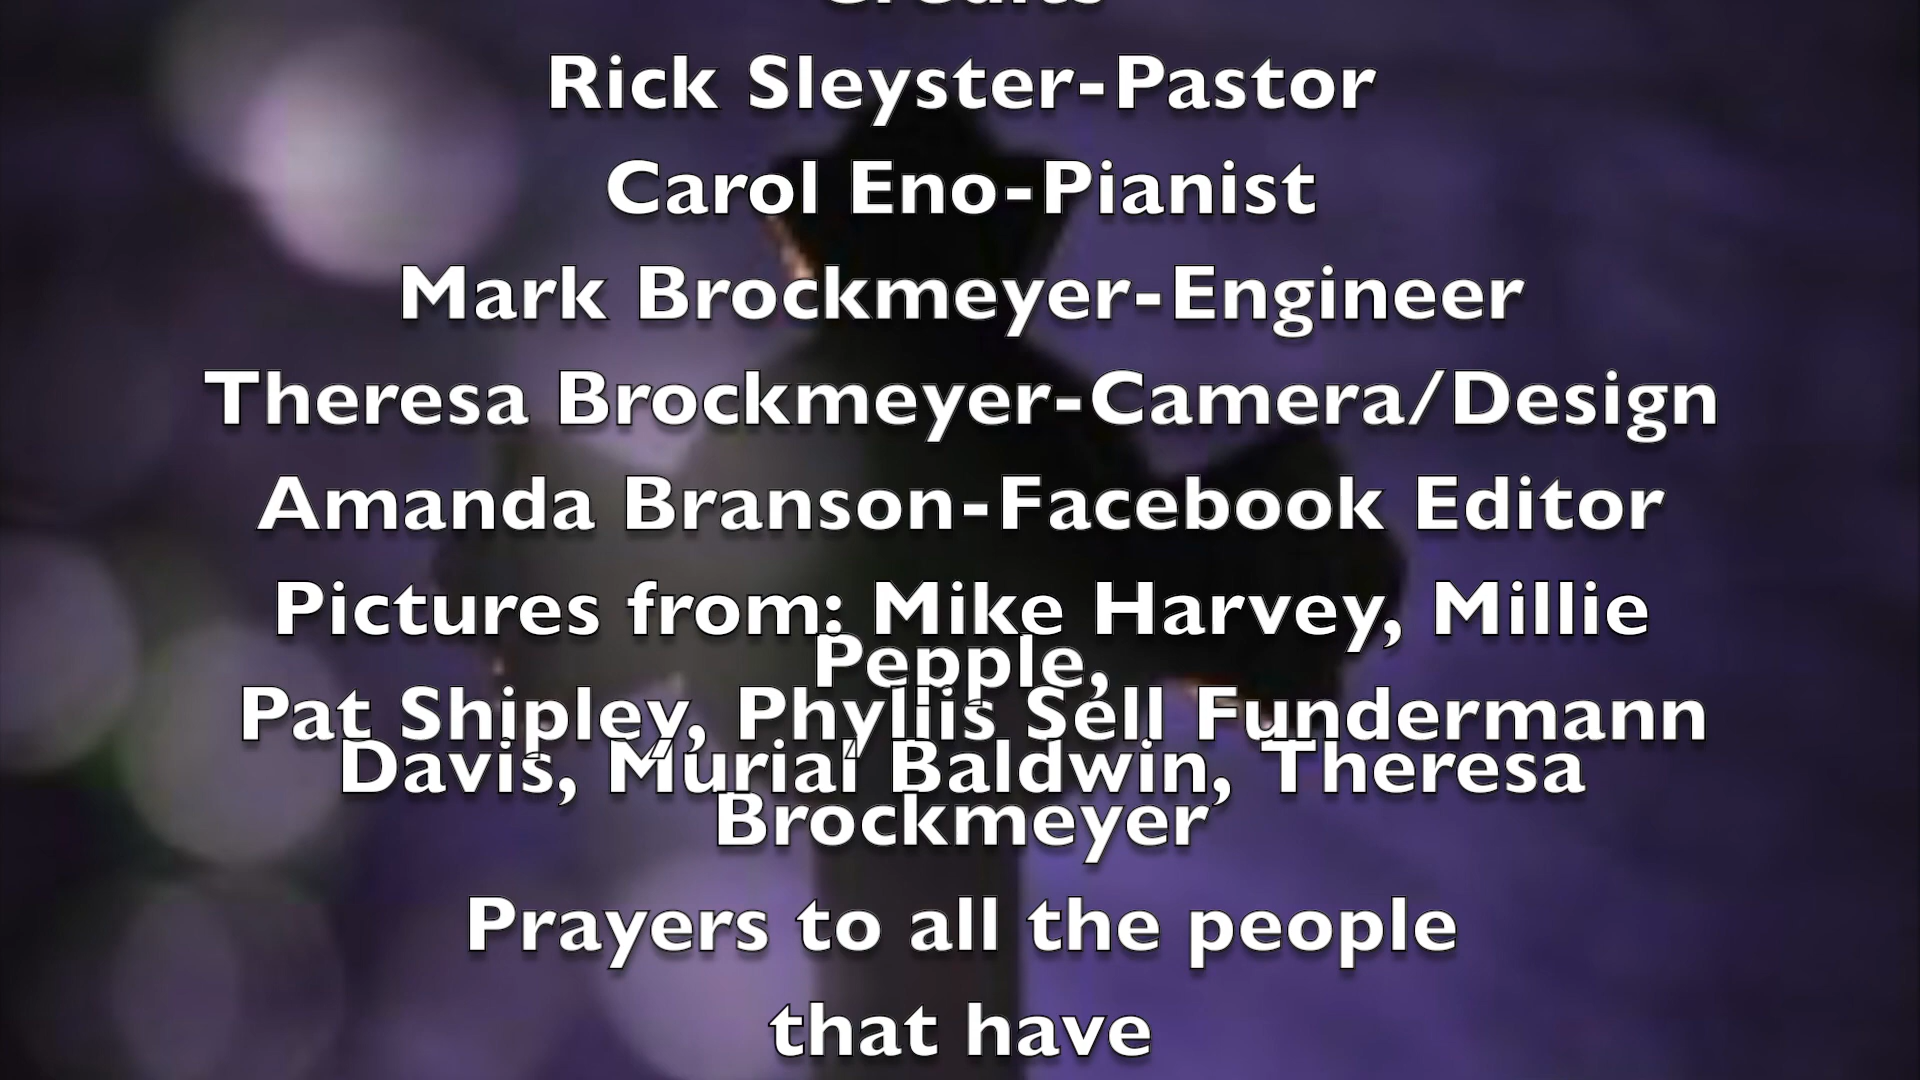 Credits
Rick Sleyster-Pastor
Carol Eno-Pianist
Mark Brockmeyer-Engineer
Theresa Brockmeyer-Camera/Design
Amanda Branson-Facebook Editor
Pictures from: Mike Harvey, Millie
Pepple,
Pat Shipley, Phyllis Sell Fundermann
Davis, Murial Baldwin, Theresa
Brockmeyer
Prayers to all the people
that have